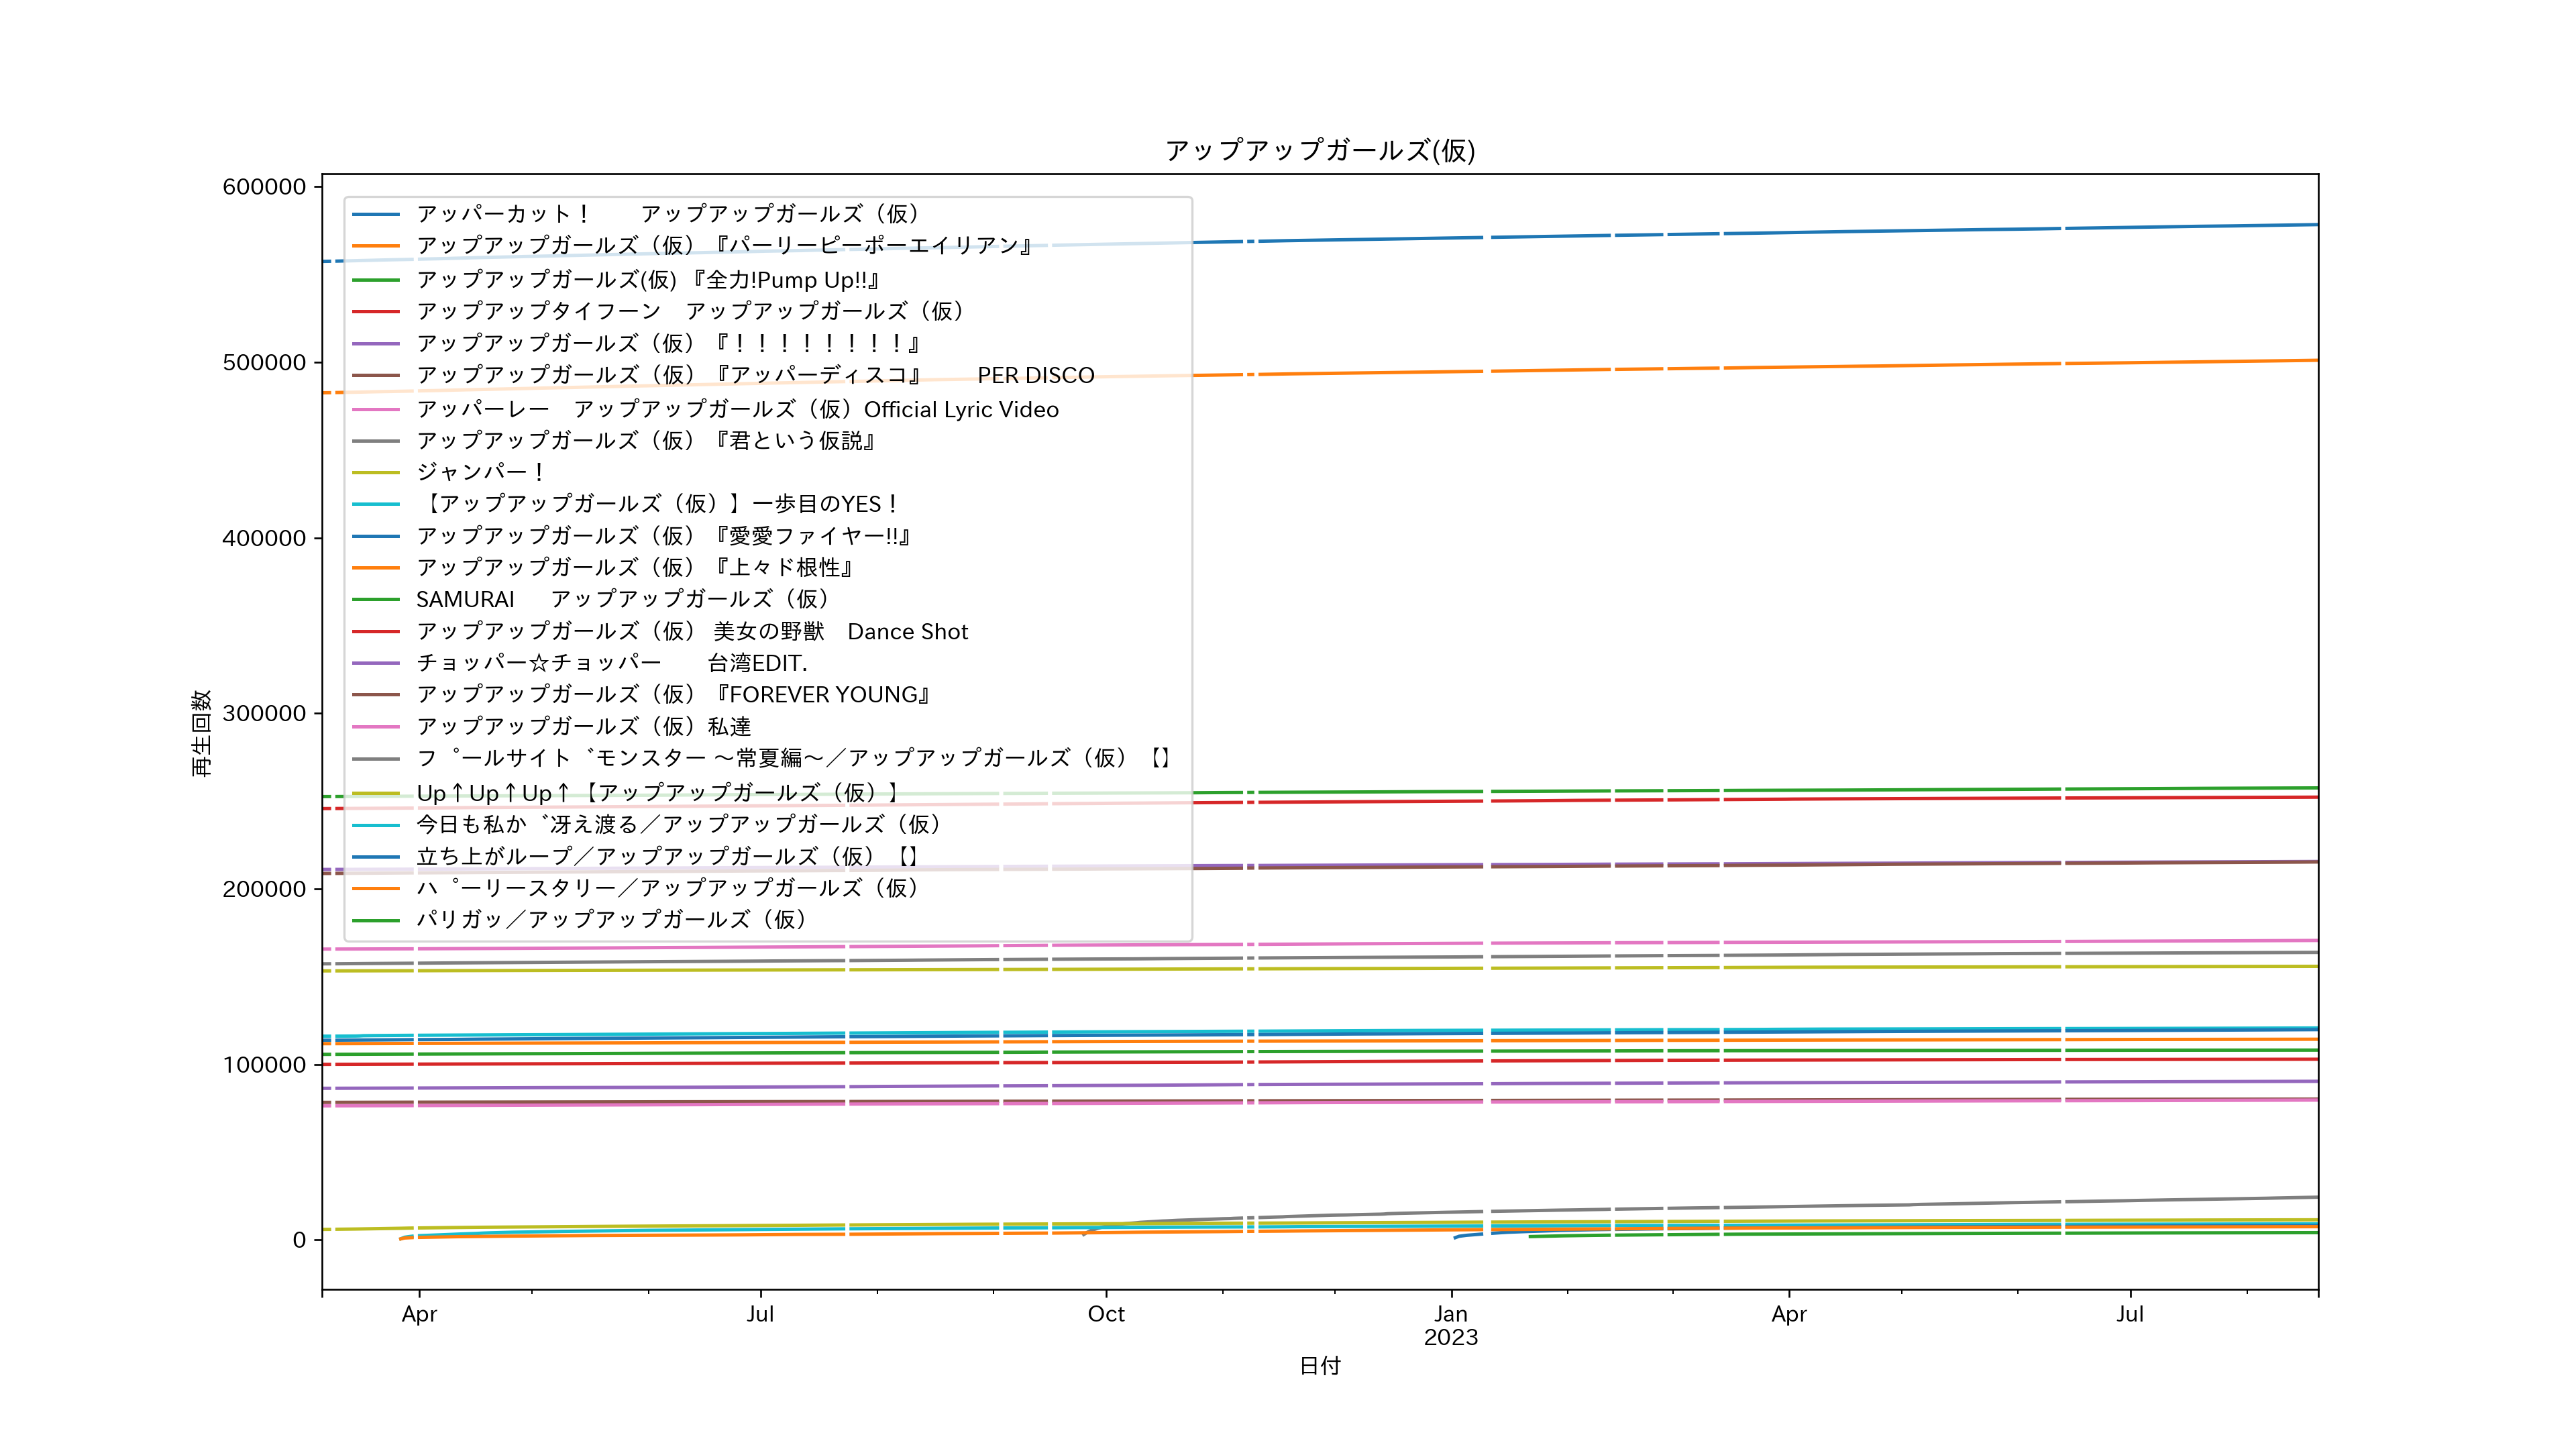 アップアップガールズ(仮)
600000
500000
400000
300000
200000
100000
0
再生回数
アッパーカット！　　アップアップガールズ（仮）
アップアップガールズ（仮）『パーリーピーポーエイリアン』
アップアップガールズ(仮) 『全力!Pump Up!!』
アップアップタイフーン　アップアップガールズ（仮）
アップアップガールズ（仮）『！！！！！！！！』
アップアップガールズ（仮）『アッパーディスコ』　　 PER DISCO
アッパーレー　アップアップガールズ（仮）Official Lyric Video
アップアップガールズ（仮）『君という仮説』
ジャンパー！
【アップアップガールズ（仮）】一歩目のYES！
アップアップガールズ（仮）『愛愛ファイヤー!!』
アップアップガールズ（仮）『上々ド根性』
SAMURAI　 アップアップガールズ（仮）
アップアップガールズ（仮） 美女の野獣　Dance Shot
チョッパー☆チョッパー　　台湾EDIT.
アップアップガールズ（仮）『FOREVER YOUNG』
アップアップガールズ（仮）私達
フ゜ールサイト゛モンスター 〜常夏編〜／アップアップガールズ（仮）【】
Up↑Up↑Up↑【アップアップガールズ（仮）】
今日も私か゛冴え渡る／アップアップガールズ（仮）
立ち上がループ／アップアップガールズ（仮）【】
ハ゜ーリースタリー／アップアップガールズ（仮）
パリガッ／アップアップガールズ（仮）
Apr
Jul
Oct
Jan
2023
Apr
Jul
日付